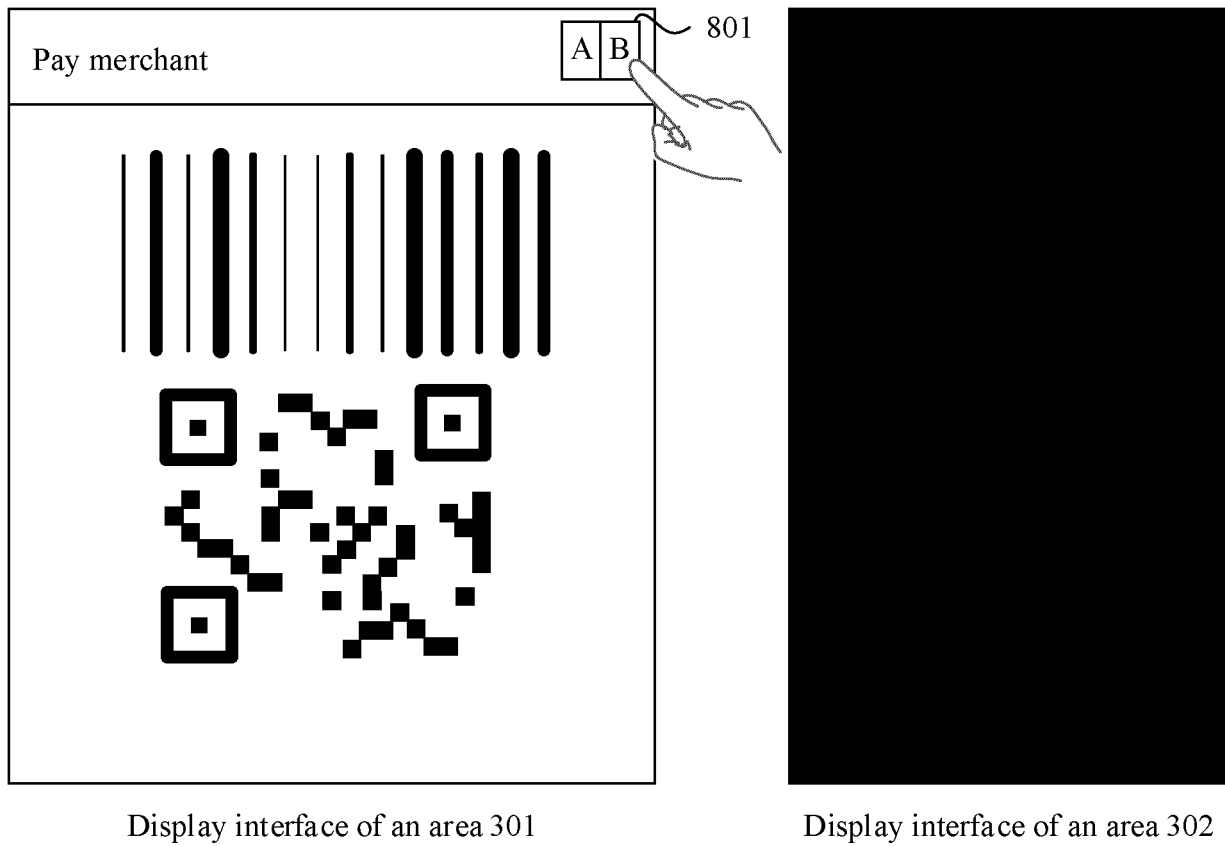 Pay merchant
A B
801
Display interface of an area 301
Display interface of an area 302